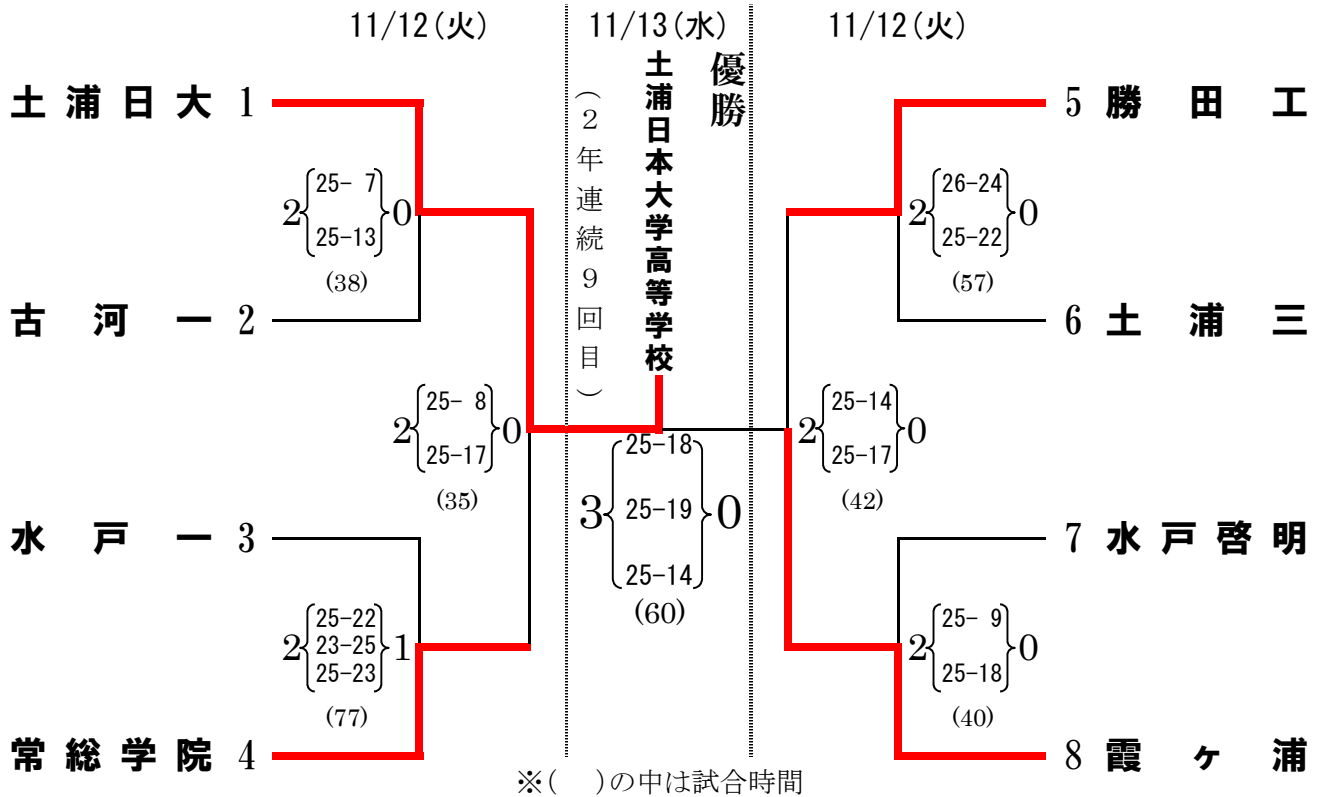 11/12(火)
11/13(水)
11/12(火)
優勝
土浦日本大学高等学校
（2年連続9回目）
土浦日大 1
2 25- 7 0
25-13
(38)
古河一 2
2 25- 8 0
25-17
(35)
水戸一 3
2 25-22 1
23-25
25-23
(77)
常総学院 4
3 25-18 0
25-19
25-14
(60)
5 勝田工
2 26-24 0
25-22
(57)
6 土浦三
2 25-14 0
25-17
(42)
7 水戸啓明
2 25- 9 0
25-18
(40)
8 霞ヶ浦
※(　)の中は試合時間